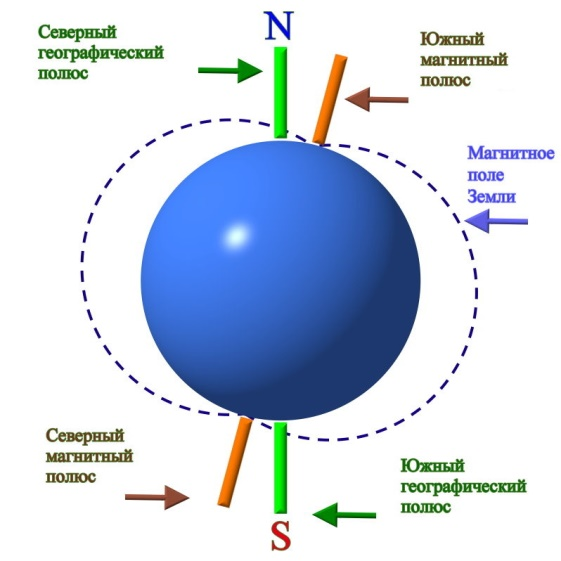 Северный
географический
полюс
N
Южный
магнитный
полюс
Магнитное
поле
Земли
Северный
магнитный
полюс
Южный
географический
полюс
S